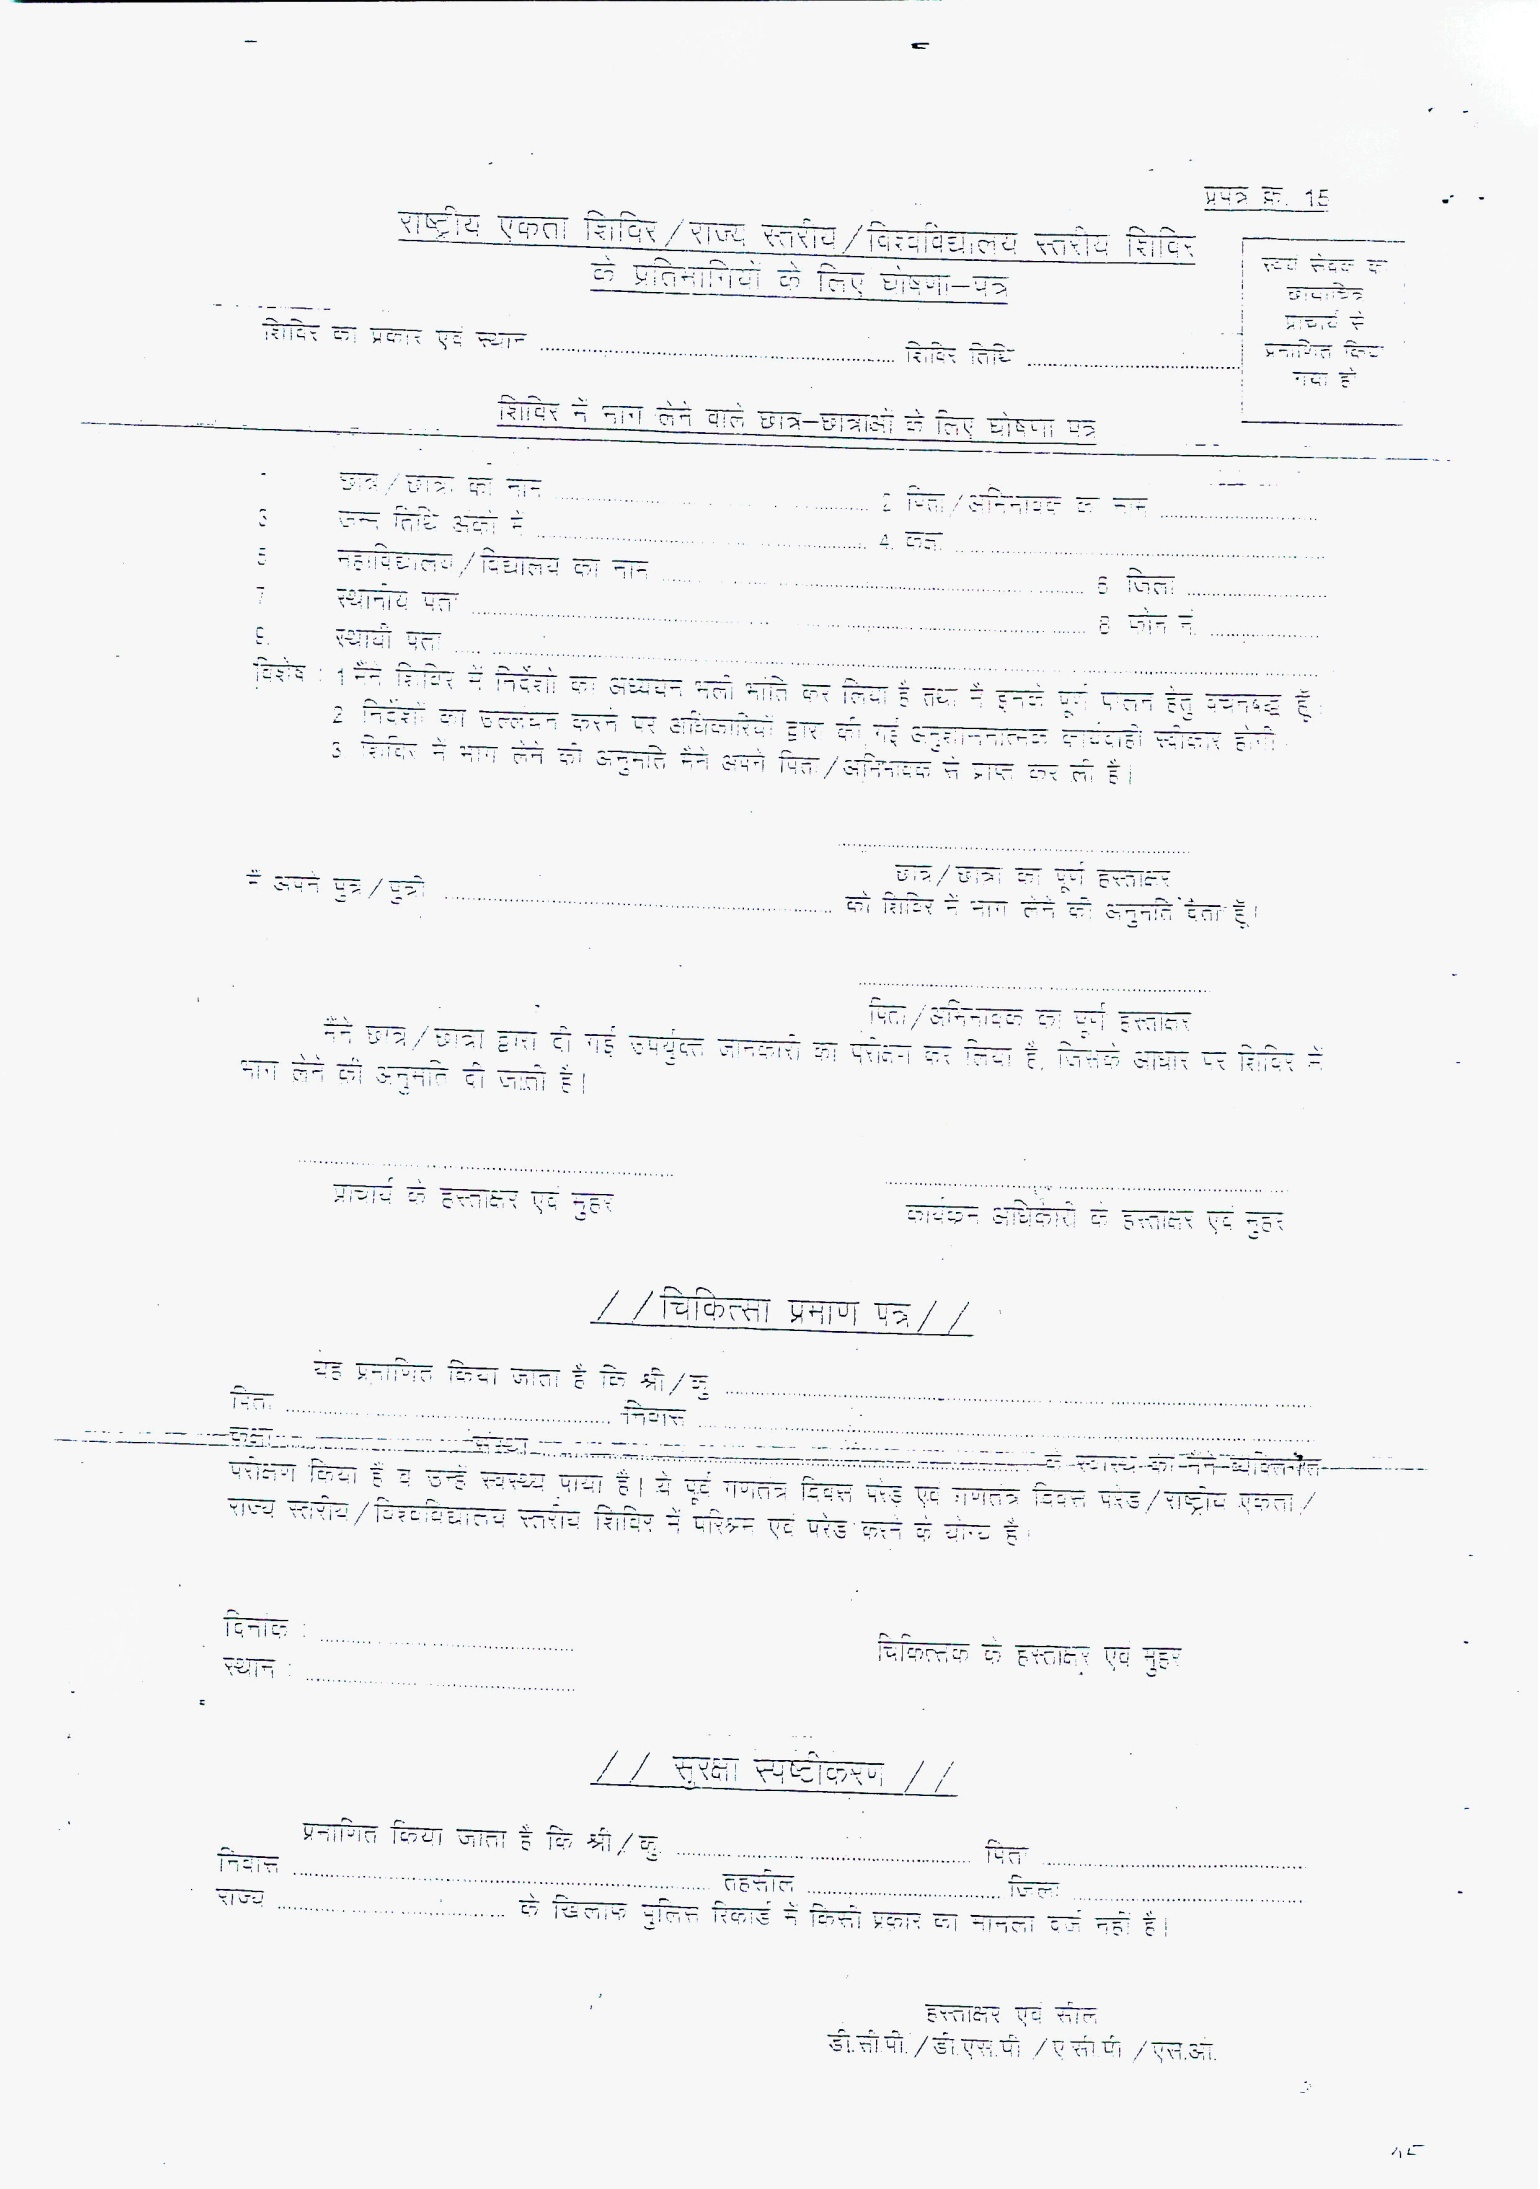 प्रपत्र क्र. 15
राष्ट्रीय एकता शिविर/राज्य स्तरीय/विश्वविद्यालय स्तरीय शिविर
के प्रतिभागियों के लिए घोषणा-पत्र
स्वयं सेवक का
छायाचित्र
प्राचार्य से
प्रमाणित किया
गया हो
शिविर का प्रकार एवं स्थान ........ शिविर तिथि ........
शिविर में भाग लेने वाले छात्र-छात्राओं के लिए घोषणा पत्र
छात्र/छात्रा का नाम ........ 2 पिता/अभिभावक का नाम ........
3 जन्म तिथि अंकों में ........ 4. कक्षा ........
5 महाविद्यालय/विद्यालय का नाम ........ 6 जिला ........
7 स्थानीय पता ........ 8 फोन नं. ........
9. स्थायी पता ........
विशेष : 1 मैंने शिविर में निर्देशों का अध्ययन भली भांति कर लिया है तथा मैं इनके पूर्ण पालन हेतु वचनबद्ध हूँ।
2 निर्देशों का उल्लंघन करने पर अधिकारियों द्वारा की गई अनुशासनात्मक कार्यवाही स्वीकार होगी।
3 शिविर में भाग लेने की अनुमति मैंने अपने पिता/अभिभावक से प्राप्त कर ली है।
छात्र/छात्रा का पूर्ण हस्ताक्षर
मैं अपने पुत्र/पुत्री ........ को शिविर में भाग लेने की अनुमति देता हूँ।
पिता/अभिभावक का पूर्ण हस्ताक्षर
मैंने छात्र/छात्रा द्वारा दी गई उपर्युक्त जानकारी का परीक्षण कर लिया है, जिसके आधार पर शिविर में
भाग लेने की अनुमति दी जाती है।
प्राचार्य के हस्ताक्षर एवं मुहर
कार्यक्रम अधिकारी के हस्ताक्षर एवं मुहर
//चिकित्सा प्रमाण पत्र//
यह प्रमाणित किया जाता है कि श्री/कु ........
पिता ........ निवास ........
कक्षा ........ संस्था ........ के स्वास्थ का मैंने व्यक्तिगत
परीक्षण किया है व उन्हें स्वस्थ्य पाया है। ये पूर्व गणतंत्र दिवस परेड एवं गणतंत्र दिवस परेड/राष्ट्रीय एकता/
राज्य स्तरीय/विश्वविद्यालय स्तरीय शिविर में परिश्रम एवं परेड करने के योग्य है।
दिनांक : ........
चिकित्सक के हस्ताक्षर एवं मुहर
स्थान : ........
// सुरक्षा स्पष्टीकरण //
प्रमाणित किया जाता है कि श्री/कु. ........ पिता ........
निवास ........ तहसील ........ जिला ........
राज्य ........ के खिलाफ पुलिस रिकार्ड में किसी प्रकार का मामला दर्ज नहीं है।
हस्ताक्षर एवं सील
डी.सी.पी./डी.एस.पी /ए.सी.पी /एस.ओ.